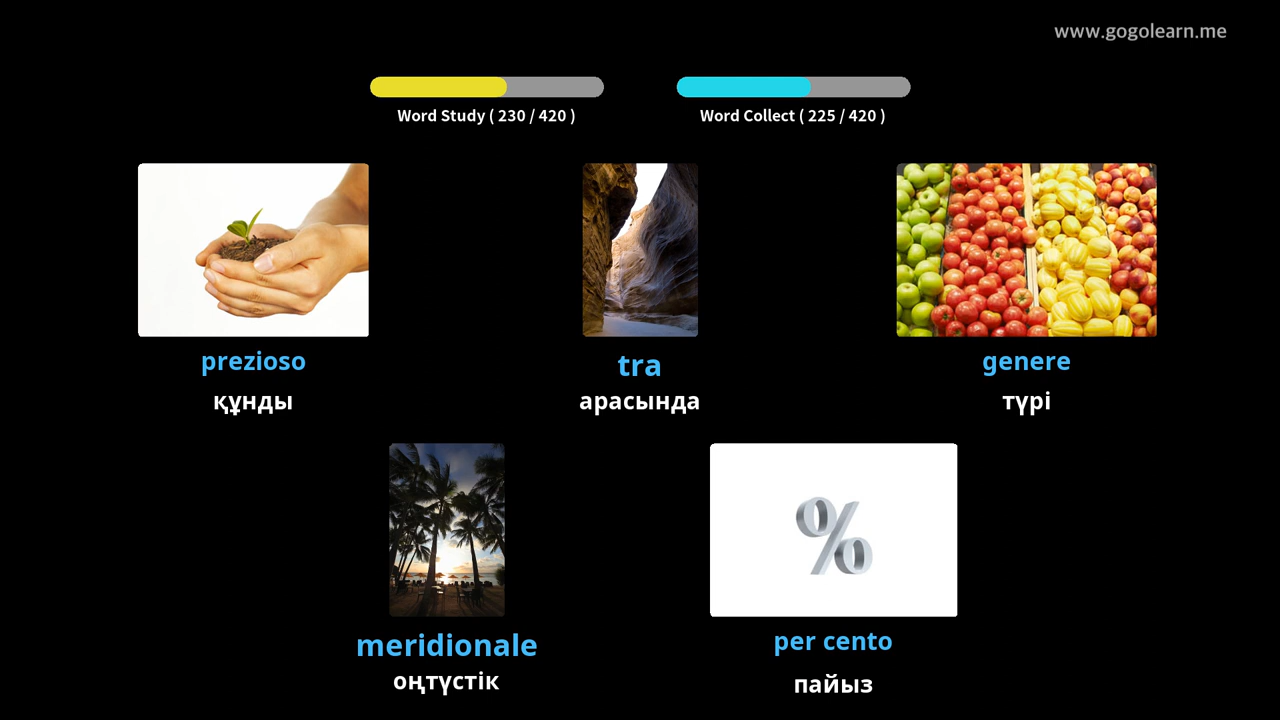 www.gogolearn.me
Word Study ( 230 / 420 )
Word Collect ( 225 / 420 )
prezioso
құнды
tra
арасында
genere
түрі
meridionale
оңтүстік
per cento
пайыз